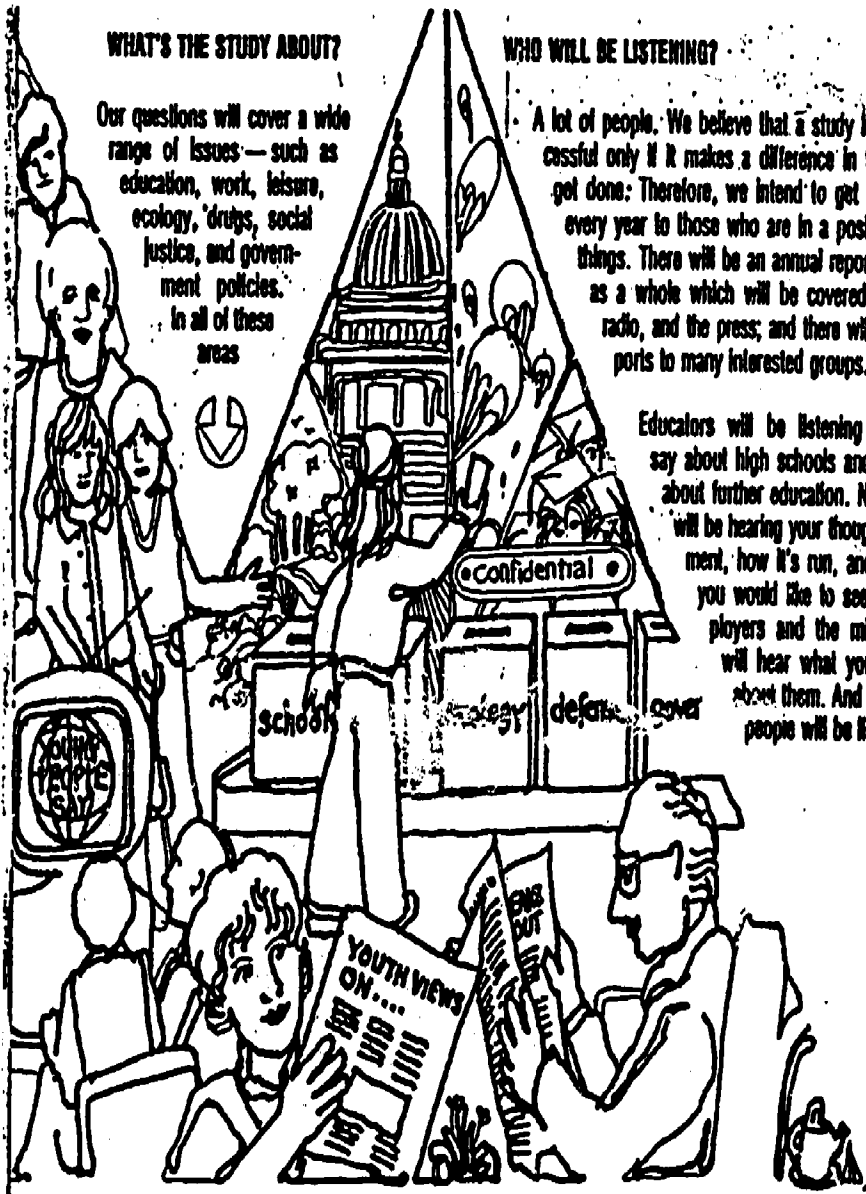 WHAT'S THE STUDY ABOUT?
Our questions will cover a wide
range of issues — such as
education, work, leisure,
ecology, drugs, social
justice, and govern-
ment policies.
In all of these
areas
WHO WILL BE LISTENING?
A lot of people. We believe that a study
cessful only if it makes a difference in
get done: Therefore, we intend to get
every year to those who are in a
things. There will be an annual
as a whole which will be covered
radio, and the press; and there
ports to many interested groups.
Educators will be listening
say about high schools and
about further education.
will be hearing your
ment, how it's run, and
you would like to see
ployers and the
will hear what you
about them. And
people will be
confidential
school
defens
gover
YOUNG
PEOPLE
SAY
YOUTH VIEWS
ON....
OUT